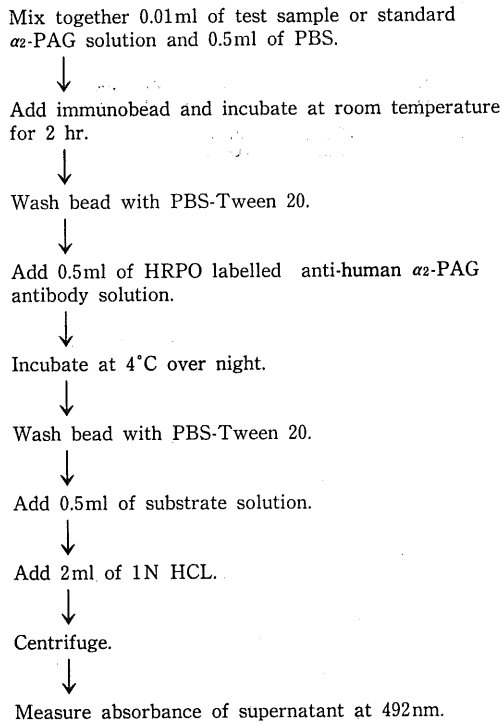 Mix together 0.01ml of test sample or standard
α2-PAG solution and 0.5ml of PBS.
Add immunobead and incubate at room temperature
for 2 hr.
Wash bead with PBS-Tween 20.
Add 0.5ml of HRPO labelled anti-human α2-PAG
antibody solution.
Incubate at 4°C over night.
Wash bead with PBS-Tween 20.
Add 0.5ml of substrate solution.
Add 2ml of 1N HCL.
Centrifuge.
Measure absorbance of supernatant at 492nm.